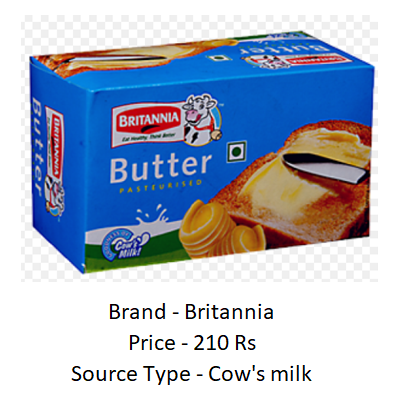 BRITANNIA
Eat Healthy, Think Better
Butter
PASTEURISED
Cow's
Milk!
Butter
BRITANNIA
Brand - Britannia
Price - 210 Rs
Source Type - Cow's milk